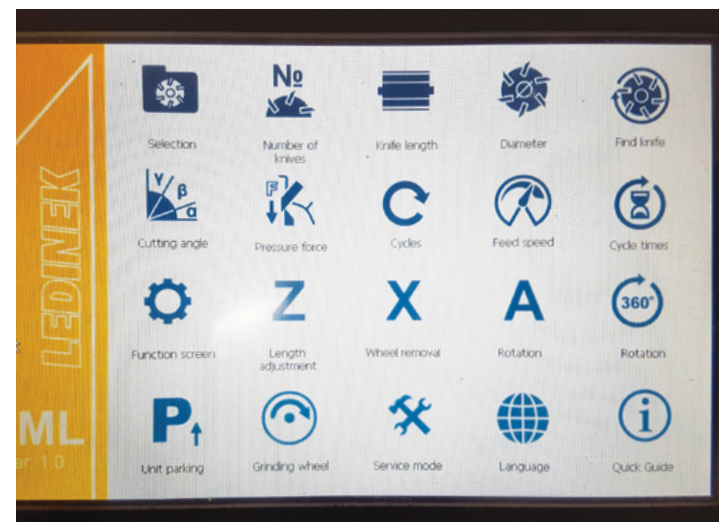 LEDINEK
ML
er. 1.0
Selection
No
Number of
knives
Knife length
Diameter
Find knife
γ
β
α
Cutting angle
F
Pressure force
Cycles
Feed speed
Cycle times
Function screen
Z
Length
adjustment
X
Wheel removal
A
Rotation
360°
Rotation
P
Unit parking
Grinding wheel
Service mode
Language
i
Quick Guide